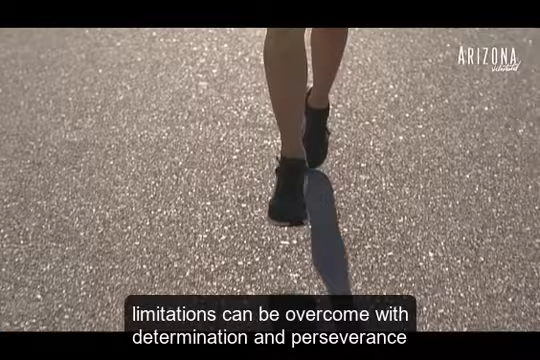 ARIZONA
limitations can be overcome with
determination and perseverance